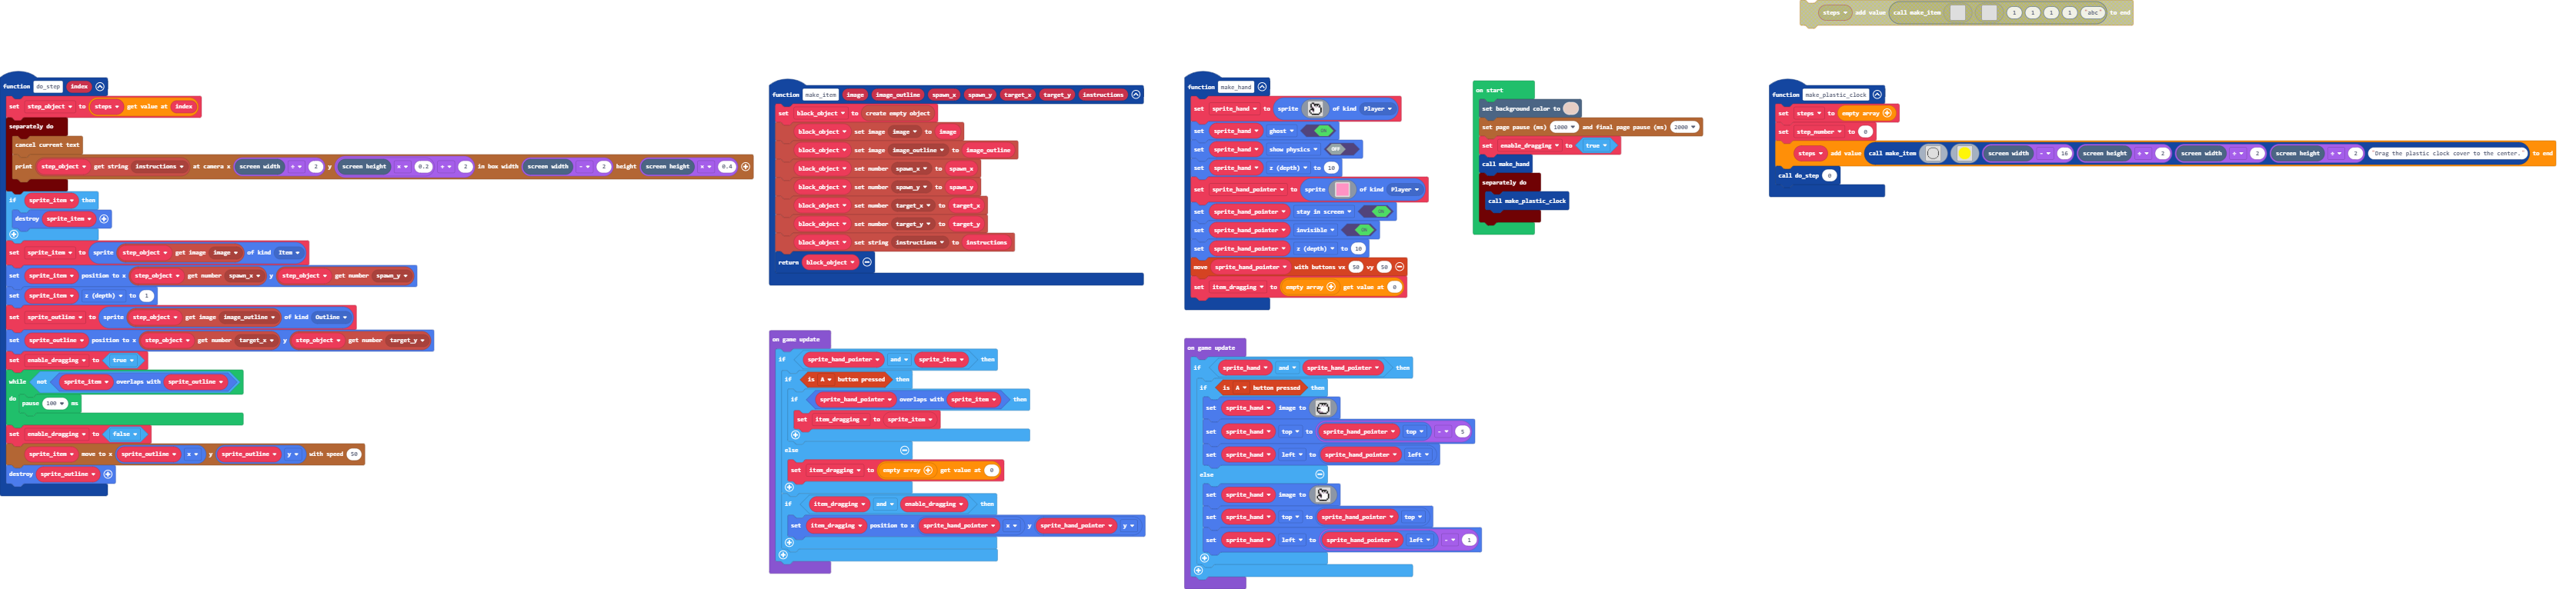 steps add value call make_item 1 1 1 1 "abc" to end
function do_step index
set step_object to steps get value at index
separately do
cancel current text
print step_object get string instructions at camera x screen width ÷ 2 y screen height × 0.2 ÷ 2 in box width screen width - 2 height screen height × 0.4
if sprite_item then
destroy sprite_item
set sprite_item to sprite step_object get image image of kind Item
set sprite_item position to x step_object get number spawn_x y step_object get number spawn_y
set sprite_item z (depth) to 1
set sprite_outline to sprite step_object get image image_outline of kind Outline
set sprite_outline position to x step_object get number target_x y step_object get number target_y
set enable_dragging to true
while not sprite_item overlaps with sprite_outline
do pause 100 ms
set enable_dragging to false
sprite_item move to x sprite_outline x y sprite_outline y with speed 50
destroy sprite_outline
function make_item image image_outline spawn_x spawn_y target_x target_y instructions
set block_object to create empty object
block_object set image image to image
block_object set image image_outline to image_outline
block_object set number spawn_x to spawn_x
block_object set number spawn_y to spawn_y
block_object set number target_x to target_x
block_object set number target_y to target_y
block_object set string instructions to instructions
return block_object
on game update
if sprite_hand_pointer and sprite_item then
if is A button pressed then
if sprite_hand_pointer overlaps with sprite_item then
set item_dragging to sprite_item
else
set item_dragging to empty array get value at 0
if item_dragging and enable_dragging then
set item_dragging position to x sprite_hand_pointer x y sprite_hand_pointer y
function make_hand
set sprite_hand to sprite of kind Player
set sprite_hand ghost ON
set sprite_hand show physics OFF
set sprite_hand z (depth) to 10
set sprite_hand_pointer to sprite of kind Player
set sprite_hand_pointer stay in screen ON
set sprite_hand_pointer invisible ON
set sprite_hand_pointer z (depth) to 10
move sprite_hand_pointer with buttons vx 50 vy 50
set item_dragging to empty array get value at 0
on game update
if sprite_hand and sprite_hand_pointer then
if is A button pressed then
set sprite_hand image to
set sprite_hand top to sprite_hand_pointer top - 5
set sprite_hand left to sprite_hand_pointer left
else
set sprite_hand image to
set sprite_hand top to sprite_hand_pointer top
set sprite_hand left to sprite_hand_pointer left - 1
on start
set background color to
set page pause (ms) 1000 and final page pause (ms) 2000
set enable_dragging to true
call make_hand
separately do
call make_plastic_clock
function make_plastic_clock
set steps to empty array
set step_number to 0
steps add value call make_item screen width - 16 screen height ÷ 2 screen width ÷ 2 screen height ÷ 2 "Drag the plastic clock cover to the center." to end
call do_step 0